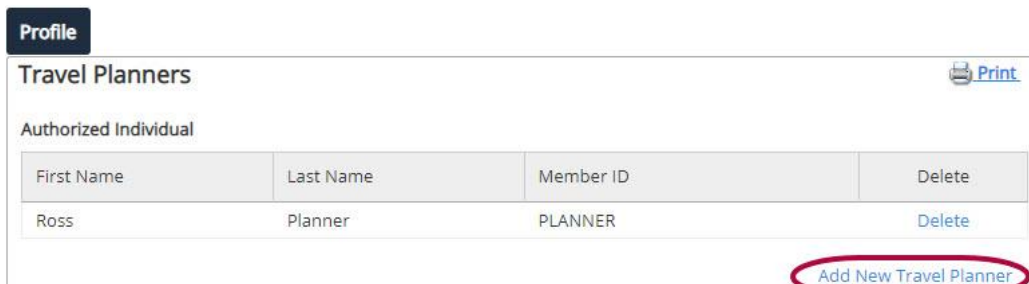 Profile
Travel Planners
Print
Authorized Individual
First Name Last Name Member ID Delete
Ross Planner PLANNER Delete
Add New Travel Planner